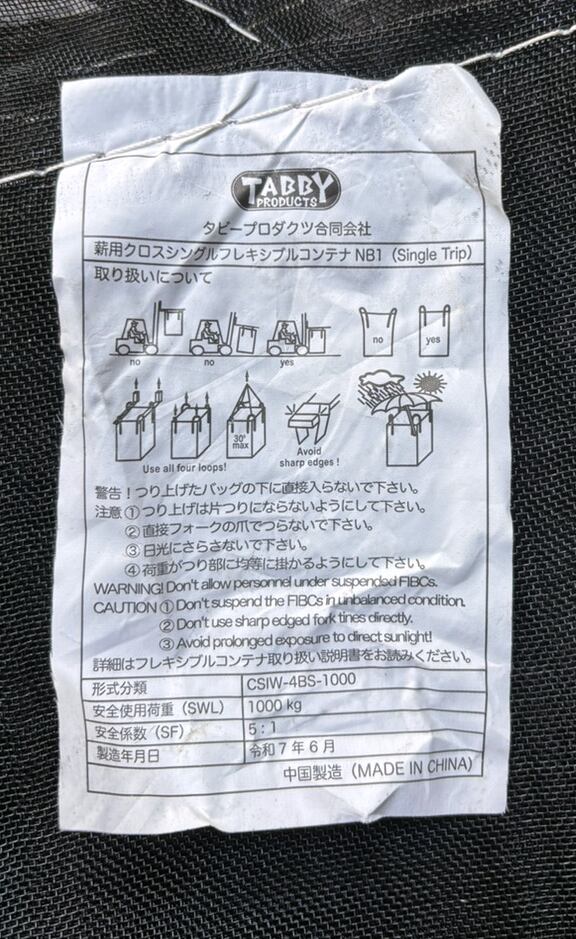 TABBY
PRODUCTS
タビープロダクツ合同会社
薪用クロスシングルフレキシブルコンテナ NB1（Single Trip）
取り扱いについて
no
no
yes
no
yes
30°
max
Use all four loops!
Avoid
sharp edges !
警告！つり上げたバッグの下に直接入らないで下さい。
注意 ① つり上げは片つりにならないようにして下さい。
② 直接フォークの爪でつらないで下さい。
③ 日光にさらさないで下さい。
④ 荷重がつり部に均等に掛かるようにして下さい。
WARNING! Don't allow personnel under suspended FIBCs.
CAUTION ① Don't suspend the FIBCs in unbalanced condition.
② Don't use sharp edged fork tines directly.
③ Avoid prolonged exposure to direct sunlight!
詳細はフレキシブルコンテナ取り扱い説明書をお読みください。
形式分類 CSIW-4BS-1000
安全使用荷重（SWL） 1000 kg
安全係数（SF） 5 : 1
製造年月日 令和 7 年 6 月
中国製造（MADE IN CHINA）